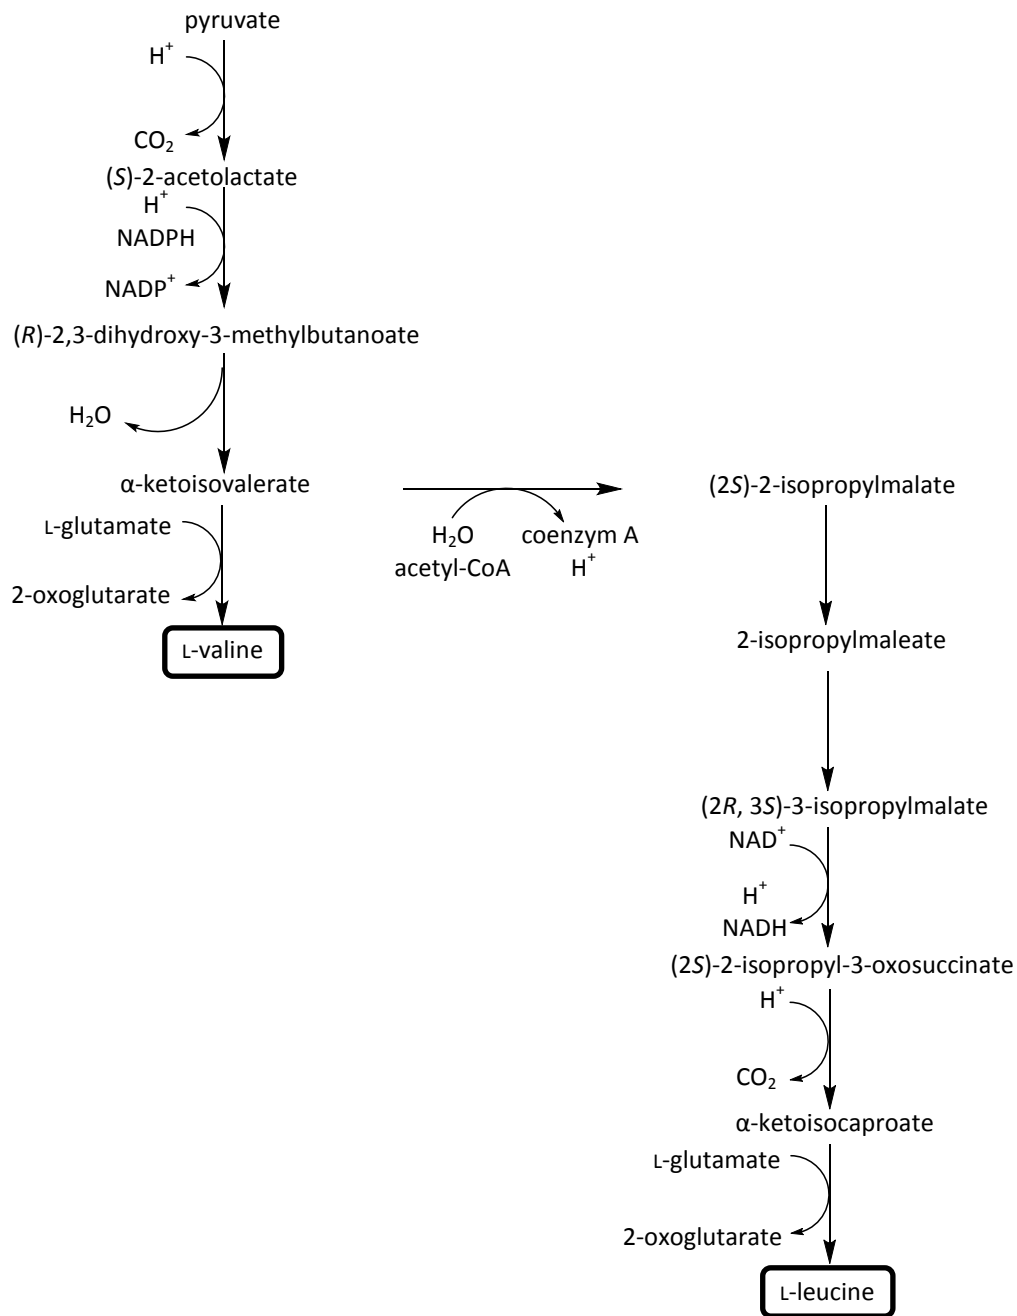 pyruvate
H⁺
CO₂
(S)-2-acetolactate
H⁺
NADPH
NADP⁺
(R)-2,3-dihydroxy-3-methylbutanoate
H₂O
α-ketoisovalerate
L-glutamate
2-oxoglutarate
L-valine
H₂O
acetyl-CoA
coenzym A
H⁺
(2S)-2-isopropylmalate
2-isopropylmaleate
(2R, 3S)-3-isopropylmalate
NAD⁺
H⁺
NADH
(2S)-2-isopropyl-3-oxosuccinate
H⁺
CO₂
α-ketoisocaproate
L-glutamate
2-oxoglutarate
L-leucine